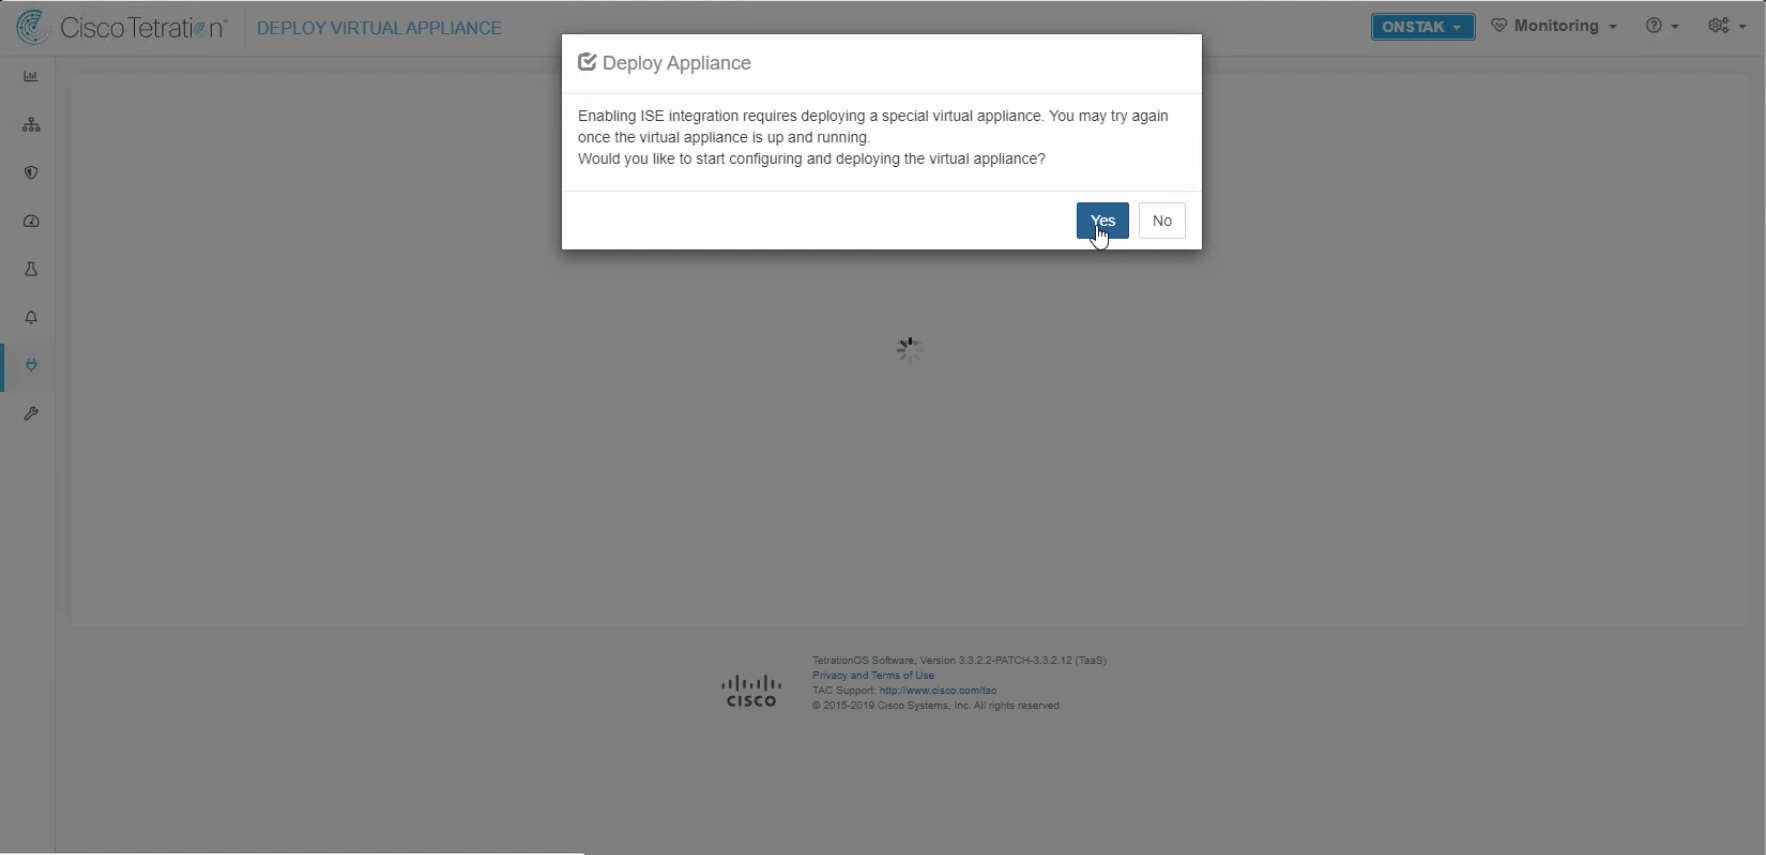 Cisco Tetration™
DEPLOY VIRTUAL APPLIANCE
ONSTAK
Monitoring
Deploy Appliance
Enabling ISE integration requires deploying a special virtual appliance. You may try again
once the virtual appliance is up and running.
Would you like to start configuring and deploying the virtual appliance?
Yes
No
TetrationOS Software, Version 3.3.2.2-PATCH-3.3.2.12 (TaaS)
Privacy and Terms of Use
TAC Support: http://www.cisco.com/tac
© 2015-2019 Cisco Systems, Inc. All rights reserved.
CISCO